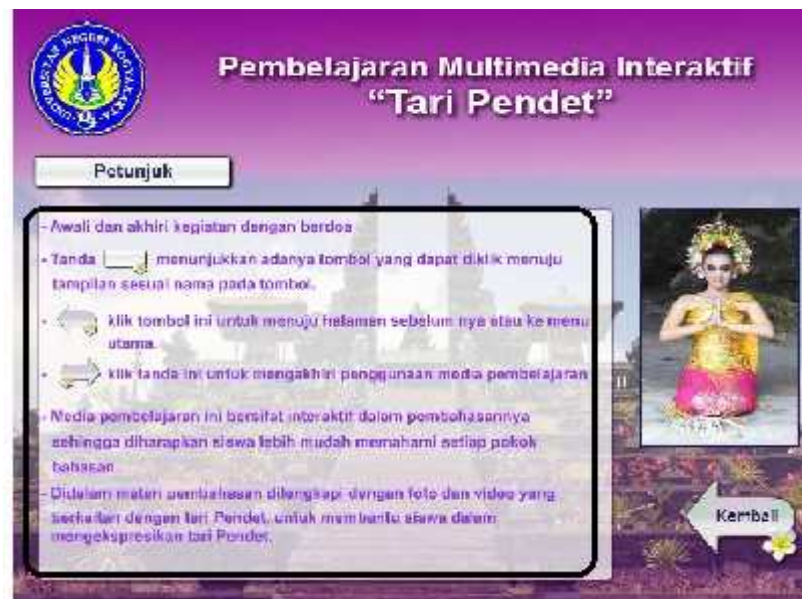 UNIVERSITAS NEGERI YOGYAKARTA
Pembelajaran Multimedia Interaktif
“Tari Pendet”
Petunjuk
- Awali dan akhiri kegiatan dengan berdoa
- Tanda menunjukkan adanya tombol yang dapat diklik menuju
tampilan sesuai nama pada tombol.
- klik tombol ini untuk menuju halaman sebelum nya atau ke menu
utama.
- klik tanda ini untuk mengakhiri penggunaan media pembelajaran
- Media pembelajaran ini bersifat interaktif dalam pembahasannya
sehingga diharapkan siswa lebih mudah memahami setiap pokok
bahasan
- Didalam materi pembahasan dilengkapi dengan foto dan video yang
berkaitan dengan tari Pendet, untuk membantu siswa dalam
mengekspresikan tari Pendet.
Kembali